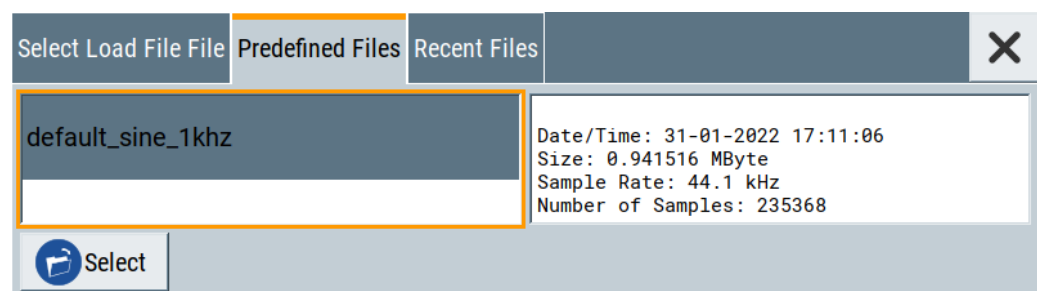 Select Load File File Predefined Files Recent Files
default_sine_1khz
Date/Time: 31-01-2022 17:11:06
Size: 0.941516 MByte
Sample Rate: 44.1 kHz
Number of Samples: 235368
Select